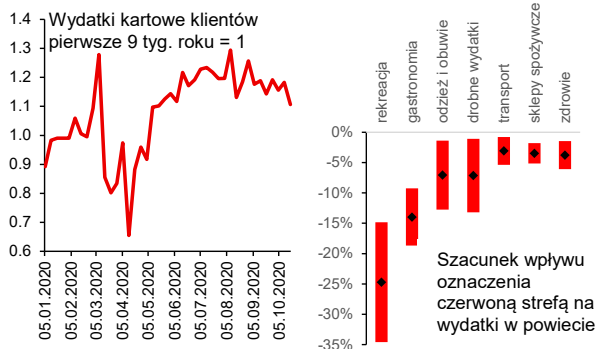 Wydatki kartowe klientów
pierwsze 9 tyg. roku = 1
1.4
1.3
1.2
1.1
1.0
0.9
0.8
0.7
0.6
05.01.2020
05.02.2020
05.03.2020
05.04.2020
05.05.2020
05.06.2020
05.07.2020
05.08.2020
05.09.2020
05.10.2020
rekreacja
gastronomia
odzież i obuwie
drobne wydatki
transport
sklepy spożywcze
zdrowie
0%
-5%
-10%
-15%
-20%
-25%
-30%
-35%
Szacunek wpływu
oznaczenia
czerwoną strefą na
wydatki w powiecie